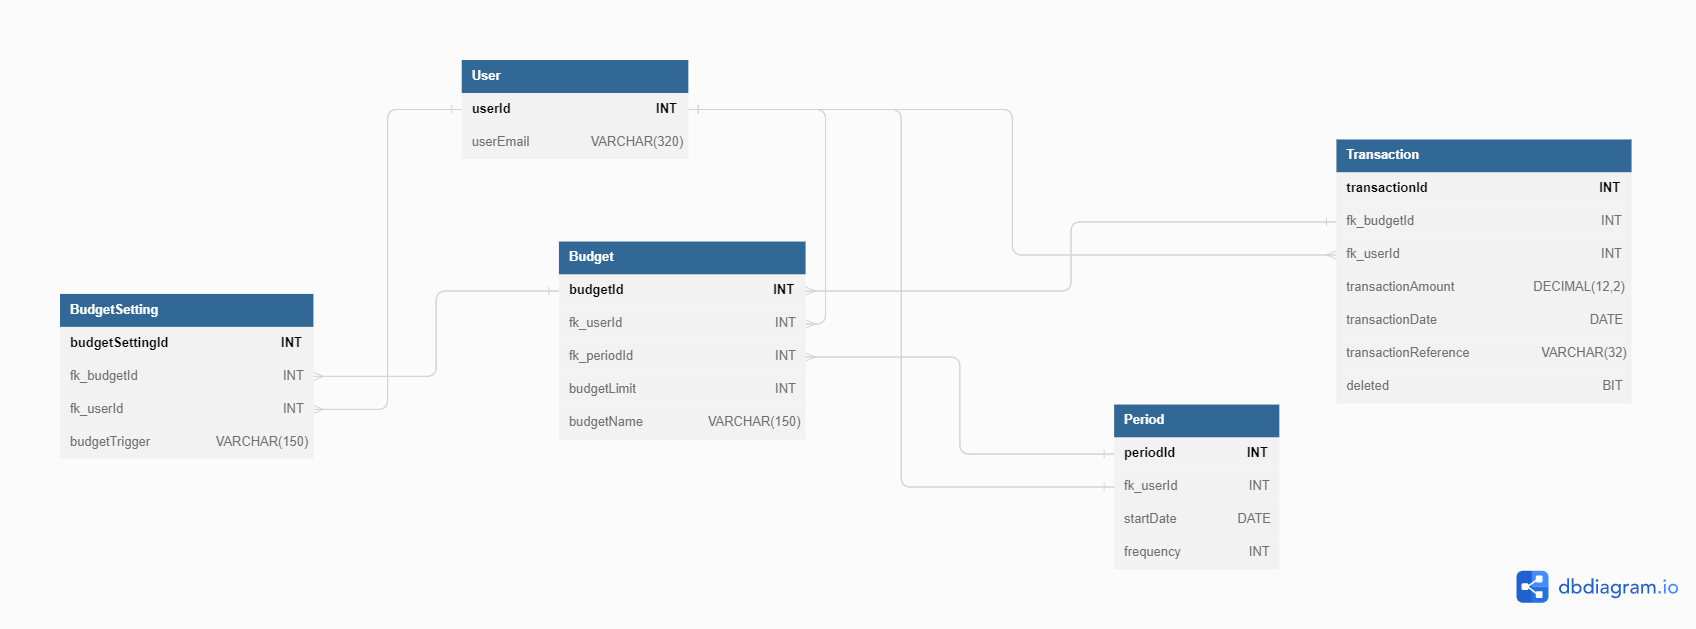 User
userId INT
userEmail VARCHAR(320)
Transaction
transactionId INT
fk_budgetId INT
fk_userId INT
transactionAmount DECIMAL(12,2)
transactionDate DATE
transactionReference VARCHAR(32)
deleted BIT
Budget
budgetId INT
fk_userId INT
fk_periodId INT
budgetLimit INT
budgetName VARCHAR(150)
BudgetSetting
budgetSettingId INT
fk_budgetId INT
fk_userId INT
budgetTrigger VARCHAR(150)
Period
periodId INT
fk_userId INT
startDate DATE
frequency INT
dbdiagram.io